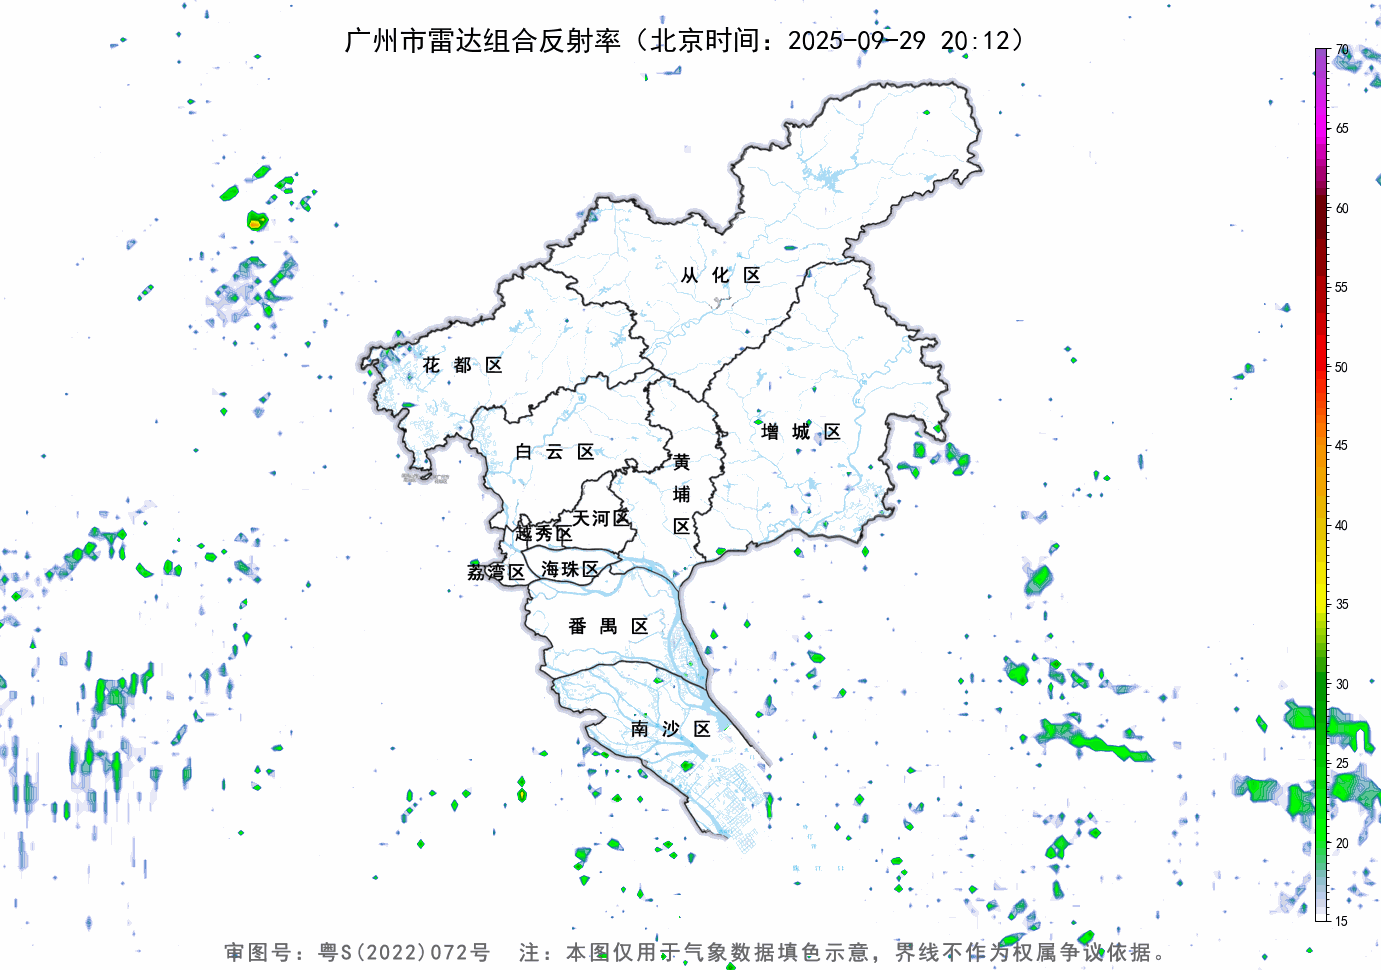 广州市雷达组合反射率（北京时间：2025-09-29 20:12）
70
65
60
55
50
45
40
35
30
25
20
15
从化区
花都区
增城区
白云区
黄埔区
天河区
越秀区
荔湾区
海珠区
番禺区
南沙区
审图号：粤S(2022)072号 注：本图仅用于气象数据填色示意，界线不作为权属争议依据。